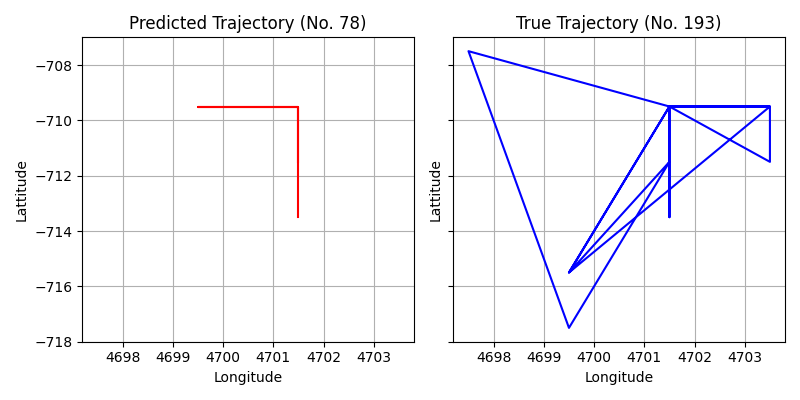 Predicted Trajectory (No. 78)
True Trajectory (No. 193)
−708
−710
−712
−714
−716
−718
Lattitude
Lattitude
4698 4699 4700 4701 4702 4703
4698 4699 4700 4701 4702 4703
Longitude
Longitude